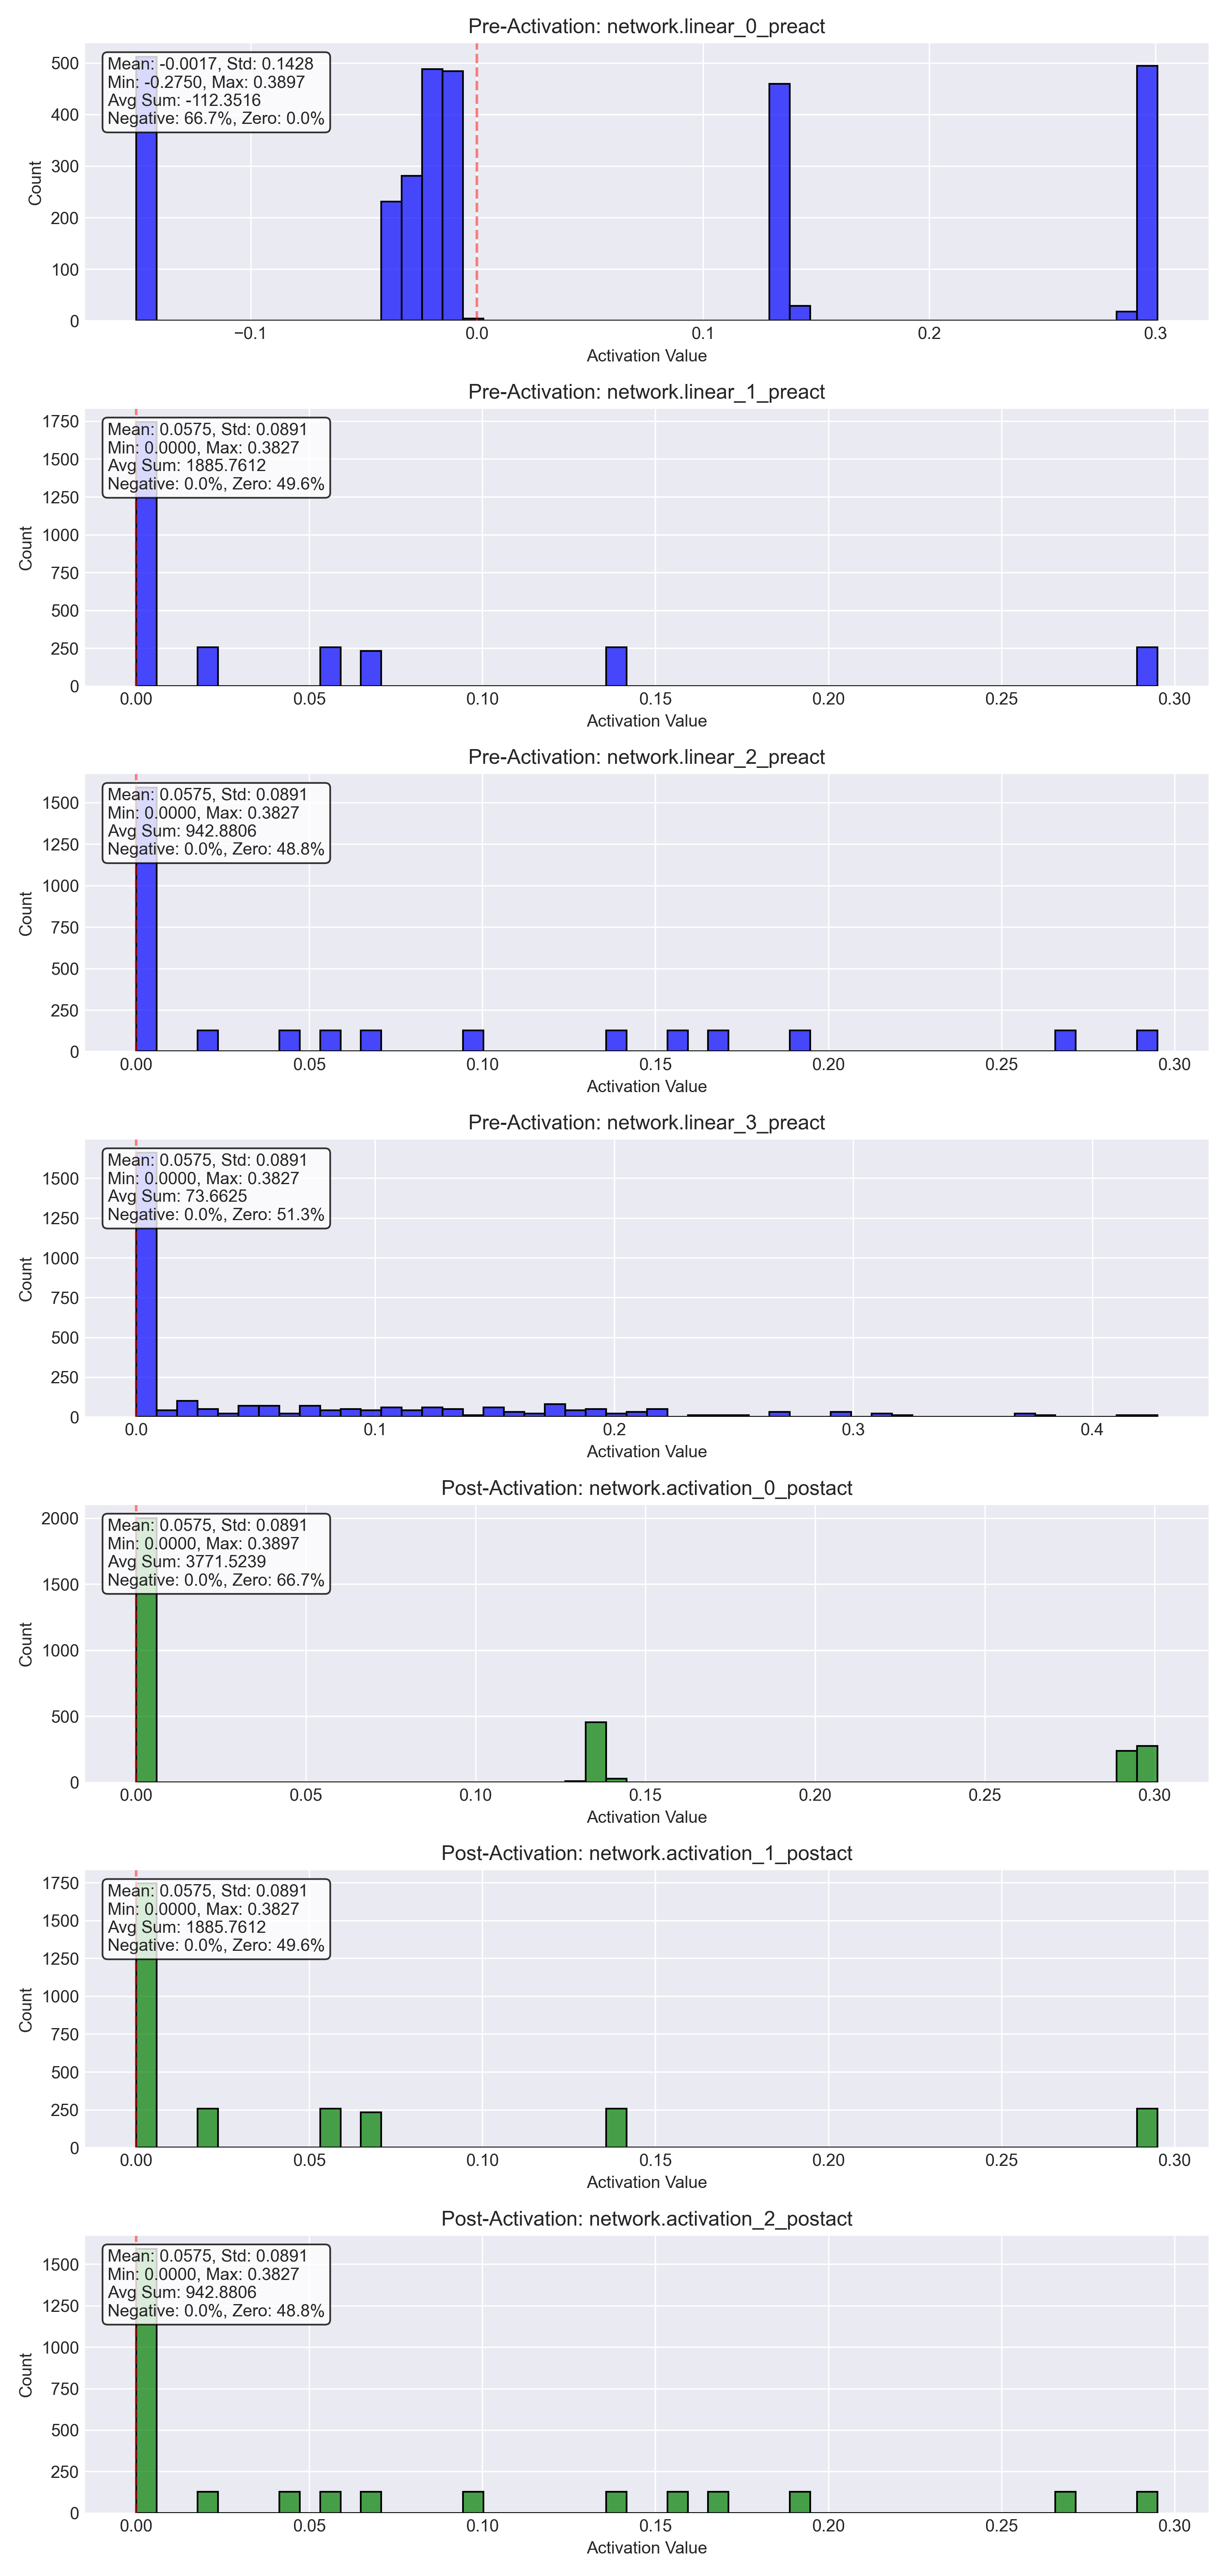 Pre-Activation: network.linear_0_preact
Mean: -0.0017, Std: 0.1428
Min: -0.2750, Max: 0.3897
Avg Sum: -112.3516
Negative: 66.7%, Zero: 0.0%
500
400
300
200
100
0
Count
−0.1
0.0
0.1
0.2
0.3
Activation Value
Pre-Activation: network.linear_1_preact
Mean: 0.0575, Std: 0.0891
Min: 0.0000, Max: 0.3827
Avg Sum: 1885.7612
Negative: 0.0%, Zero: 49.6%
1750
1500
1250
1000
750
500
250
0
Count
0.00
0.05
0.10
0.15
0.20
0.25
0.30
Activation Value
Pre-Activation: network.linear_2_preact
Mean: 0.0575, Std: 0.0891
Min: 0.0000, Max: 0.3827
Avg Sum: 942.8806
Negative: 0.0%, Zero: 48.8%
1500
1250
1000
750
500
250
0
Count
0.00
0.05
0.10
0.15
0.20
0.25
0.30
Activation Value
Pre-Activation: network.linear_3_preact
Mean: 0.0575, Std: 0.0891
Min: 0.0000, Max: 0.3827
Avg Sum: 73.6625
Negative: 0.0%, Zero: 51.3%
1500
1250
1000
750
500
250
0
Count
0.0
0.1
0.2
0.3
0.4
Activation Value
Post-Activation: network.activation_0_postact
Mean: 0.0575, Std: 0.0891
Min: 0.0000, Max: 0.3897
Avg Sum: 3771.5239
Negative: 0.0%, Zero: 66.7%
2000
1500
1000
500
0
Count
0.00
0.05
0.10
0.15
0.20
0.25
0.30
Activation Value
Post-Activation: network.activation_1_postact
Mean: 0.0575, Std: 0.0891
Min: 0.0000, Max: 0.3827
Avg Sum: 1885.7612
Negative: 0.0%, Zero: 49.6%
1750
1500
1250
1000
750
500
250
0
Count
0.00
0.05
0.10
0.15
0.20
0.25
0.30
Activation Value
Post-Activation: network.activation_2_postact
Mean: 0.0575, Std: 0.0891
Min: 0.0000, Max: 0.3827
Avg Sum: 942.8806
Negative: 0.0%, Zero: 48.8%
1500
1250
1000
750
500
250
0
Count
0.00
0.05
0.10
0.15
0.20
0.25
0.30
Activation Value